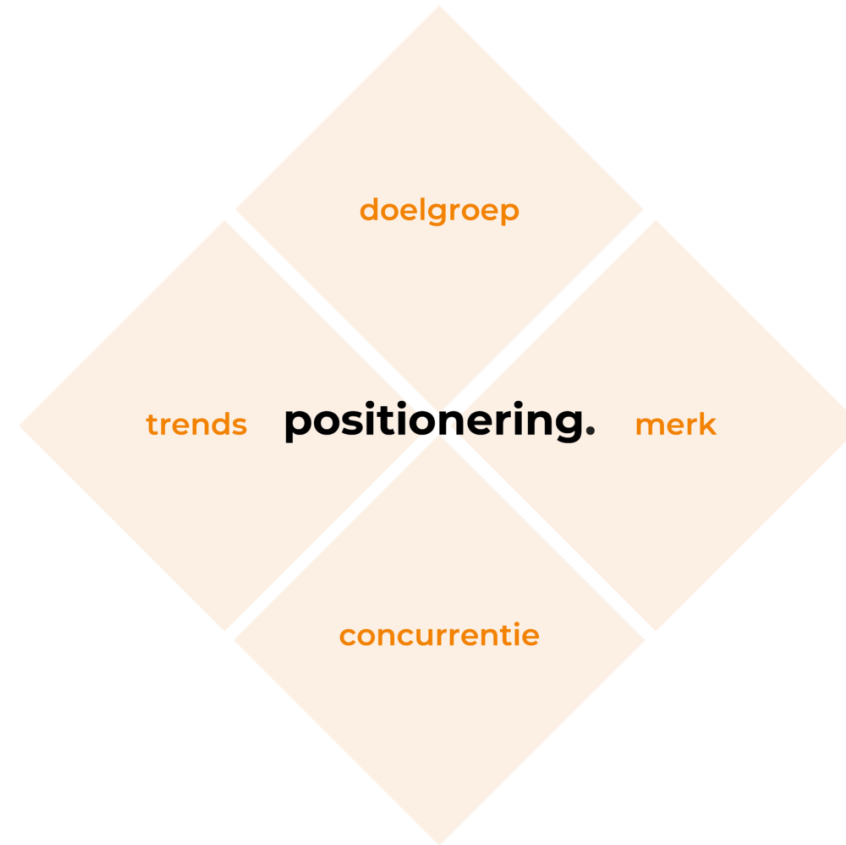 doelgroep
trends
positionering.
merk
concurrentie